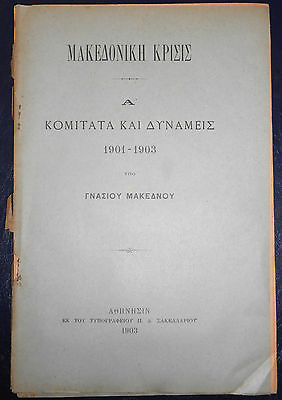 ΜΑΚΕΔΟΝΙΚΗ ΚΡΙΣΙΣ
Α'
ΚΟΜΙΤΑΤΑ ΚΑΙ ΔΥΝΑΜΕΙΣ
1901-1903
ΥΠΟ
ΓΝΑΣΙΟΥ ΜΑΚΕΔΝΟΥ
ΑΘΗΝΗΣΙΝ
ΕΚ ΤΟΥ ΤΥΠΟΓΡΑΦΕΙΟΥ Π. Δ. ΣΑΚΕΛΛΑΡΙΟΥ
1903